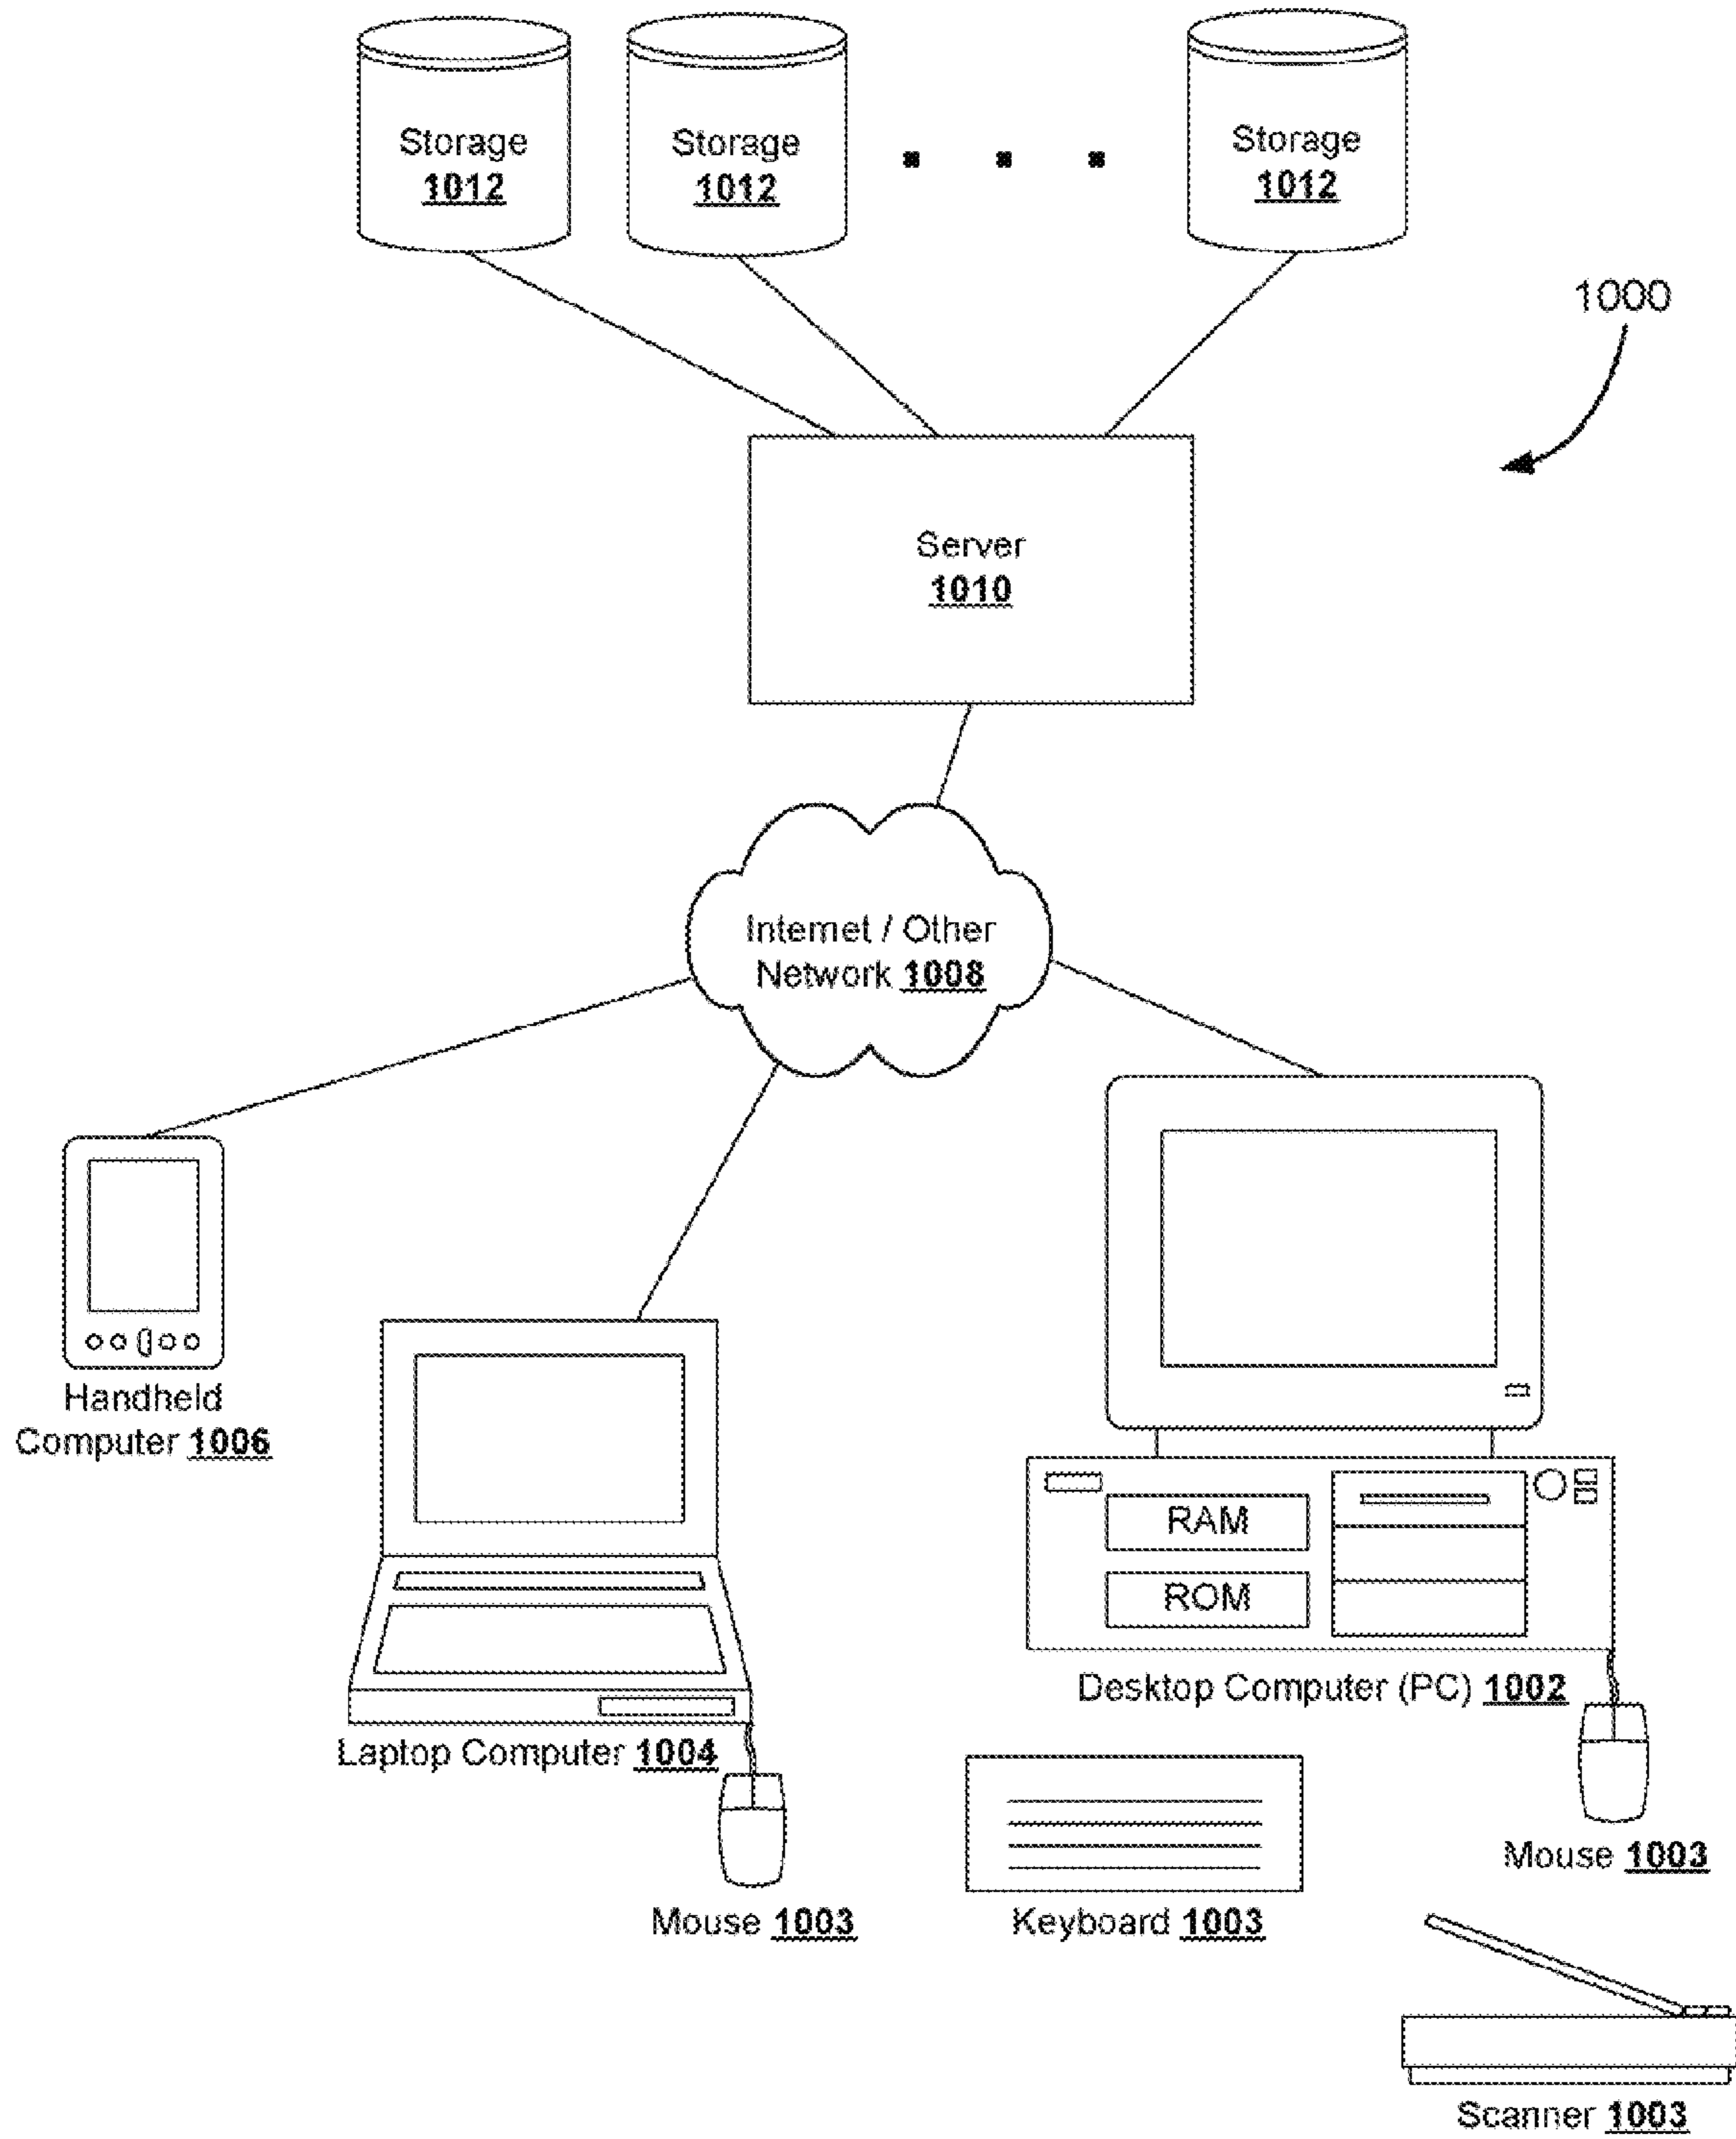 Storage
1012
Storage
1012
Storage
1012
1000
Server
1010
Internet / Other
Network 1008
Handheld
Computer 1006
RAM
ROM
Desktop Computer (PC) 1002
Laptop Computer 1004
Mouse 1003
Mouse 1003
Keyboard 1003
Scanner 1003